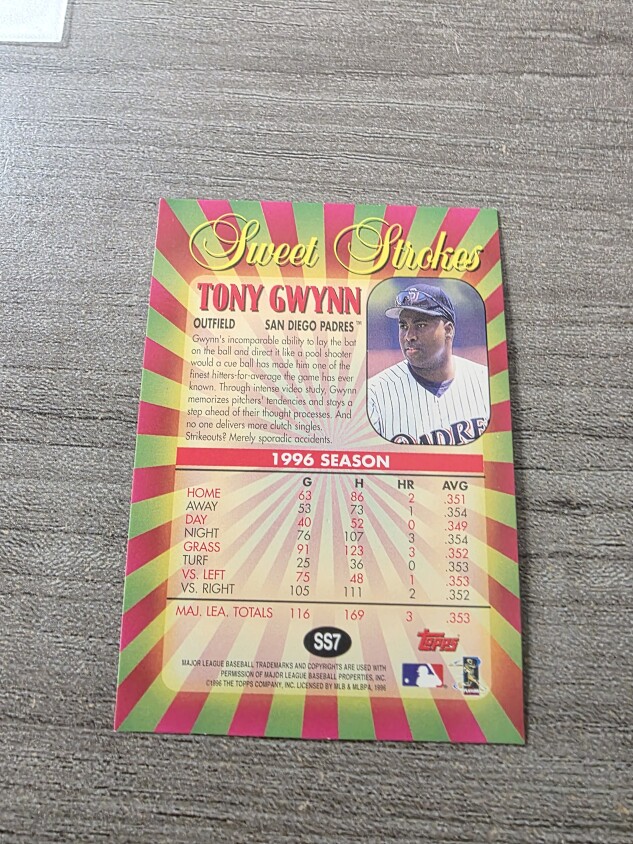 Sweet Strokes
TONY GWYNN
OUTFIELD SAN DIEGO PADRES™
Gwynn's incomparable ability to lay the bat
on the ball and direct it like a pool shooter
would a cue ball has made him one of the
finest hitters-for-average the game has ever
known. Through intense video study, Gwynn
memorizes pitchers' tendencies and stays a
step ahead of their thought processes. And
no one delivers more clutch singles.
Strikeouts? Merely sporadic accidents.
PADRE
1996 SEASON
G H HR AVG
HOME 63 86 2 .351
AWAY 53 73 1 .354
DAY 40 52 0 .349
NIGHT 76 107 3 .354
GRASS 91 123 3 .352
TURF 25 36 0 .353
VS. LEFT 75 48 1 .353
VS. RIGHT 105 111 2 .352
MAJ. LEA. TOTALS 116 169 3 .353
SS7
TOPPS
MAJOR LEAGUE BASEBALL TRADEMARKS AND COPYRIGHTS ARE USED WITH
PERMISSION OF MAJOR LEAGUE BASEBALL PROPERTIES, INC.
©1996 THE TOPPS COMPANY, INC. LICENSED BY MLB & MLBPA, 1996